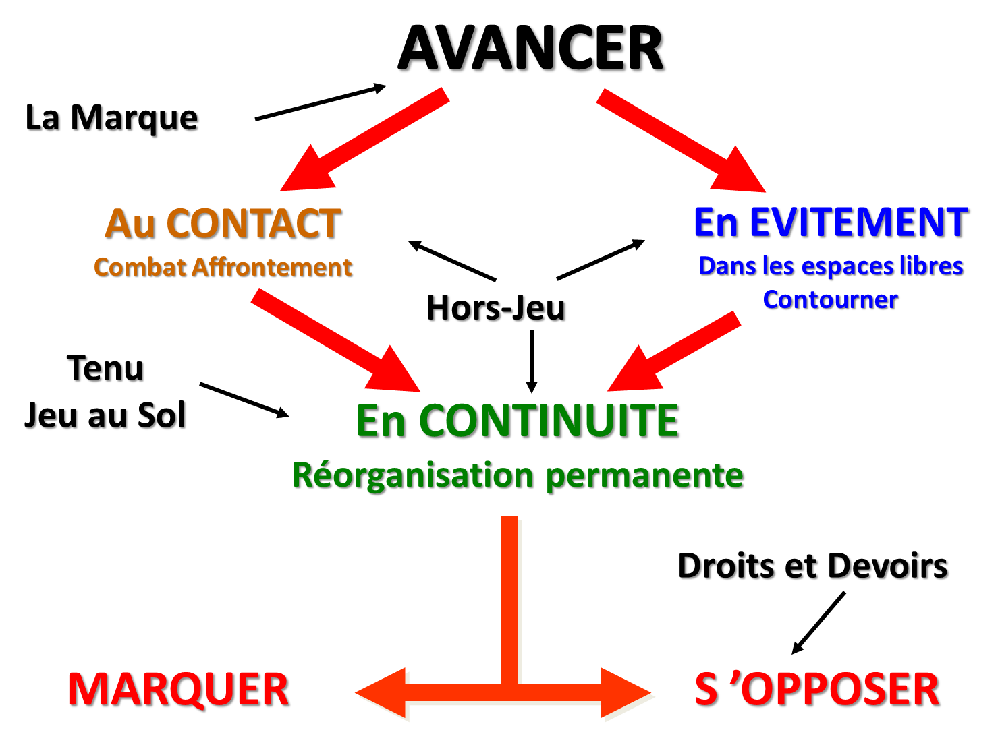 AVANCER
La Marque
Au CONTACT
Combat Affrontement
En EVITEMENT
Dans les espaces libres
Contourner
Hors-Jeu
Tenu
Jeu au Sol
En CONTINUITE
Réorganisation permanente
Droits et Devoirs
MARQUER
S ’OPPOSER